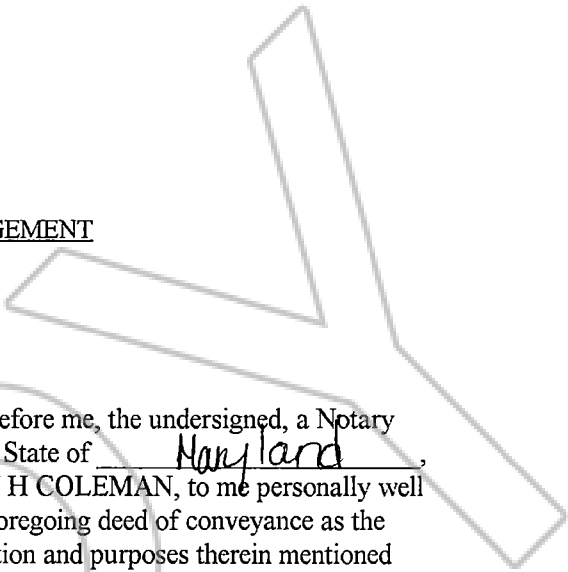 GEMENT
efore me, the undersigned, a Notary
State of Maryland,
H COLEMAN, to me personally well
oregoing deed of conveyance as the
tion and purposes therein mentioned